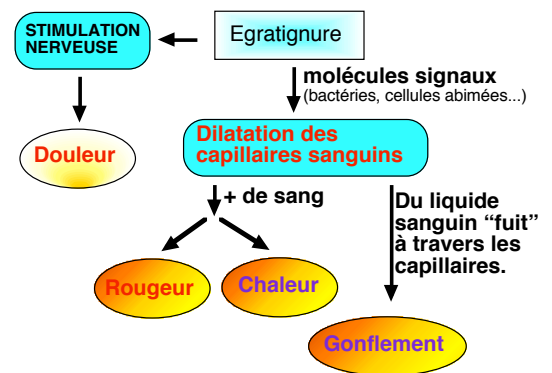 STIMULATION
NERVEUSE
Egratignure
molécules signaux
(bactéries, cellules abimées...)
Douleur
Dilatation des
capillaires sanguins
+ de sang
Du liquide
sanguin “fuit”
à travers les
capillaires.
Rougeur
Chaleur
Gonflement